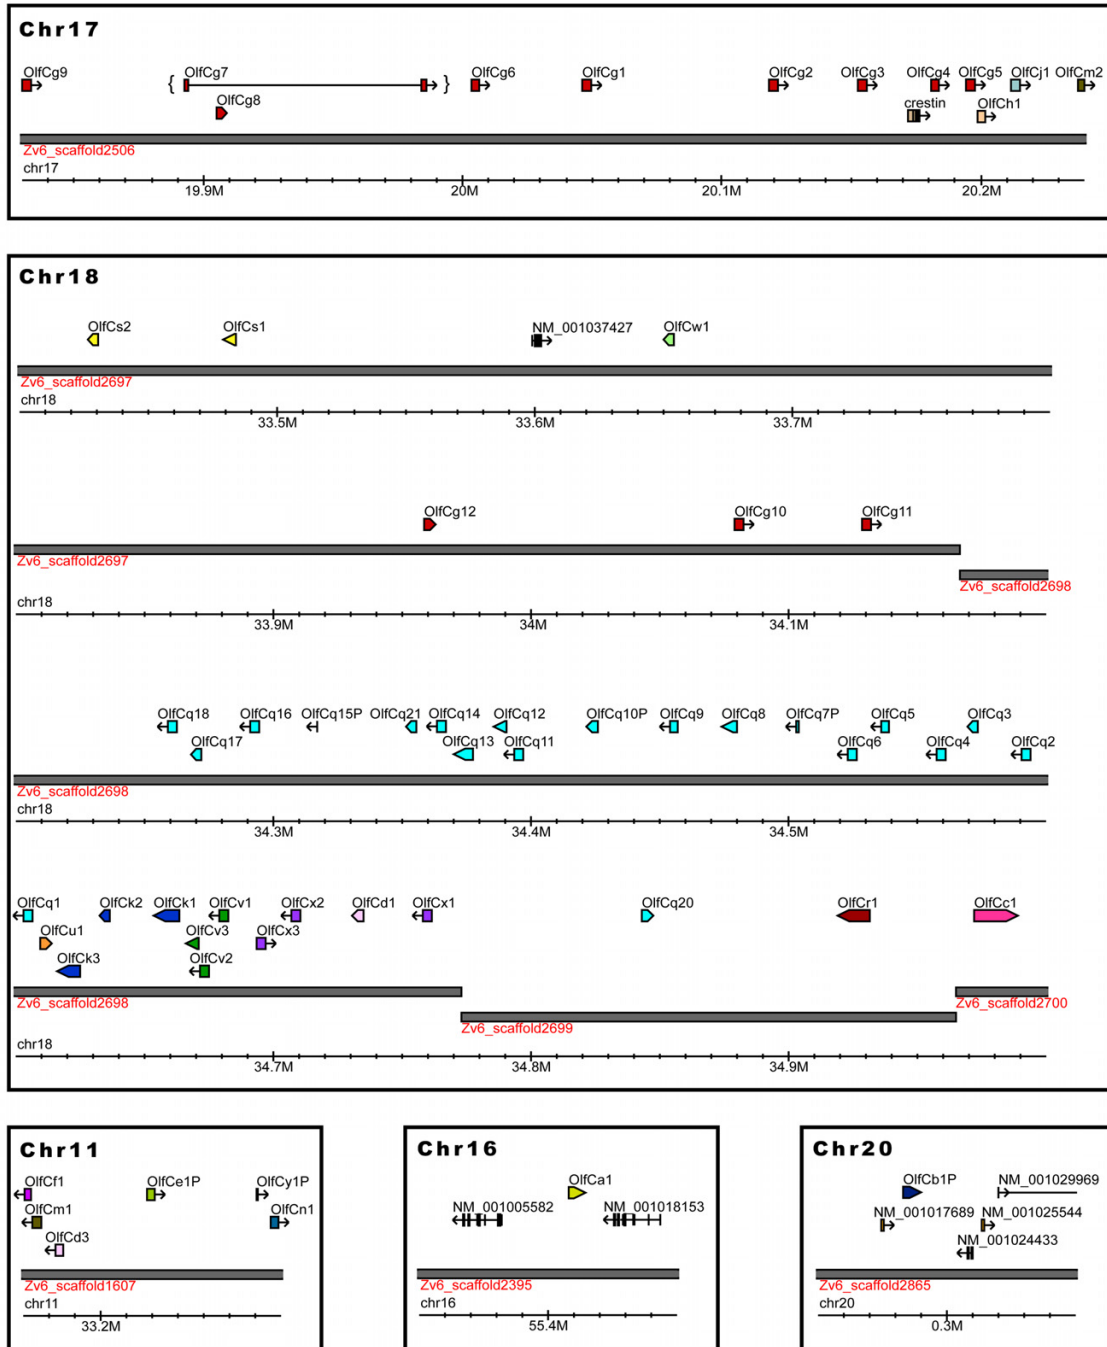 Chr17
OlfCg9 { OlfCg7 } OlfCg6 OlfCg1 OlfCg2 OlfCg3 OlfCg4 OlfCg5 OlfCj1 OlfCm2
OlfCg8 crestin OlfCh1
Zv6_scaffold2506
chr17
19.9M 20M 20.1M 20.2M
Chr18
OlfCs2 OlfCs1 NM_001037427 OlfCw1
Zv6_scaffold2697
chr18
33.5M 33.6M 33.7M
OlfCg12 OlfCg10 OlfCg11
Zv6_scaffold2697
Zv6_scaffold2698
chr18
33.9M 34M 34.1M
OlfCq18 OlfCq16 OlfCq15P OlfCq21 OlfCq14 OlfCq12 OlfCq10P OlfCq9 OlfCq8 OlfCq7P OlfCq5 OlfCq3
OlfCq17 OlfCq13 OlfCq11 OlfCq6 OlfCq4 OlfCq2
Zv6_scaffold2698
chr18
34.3M 34.4M 34.5M
OlfCq1 OlfCk2 OlfCk1 OlfCv1 OlfCx2 OlfCd1 OlfCx1 OlfCq20 OlfCr1 OlfCc1
OlfCu1 OlfCv3 OlfCx3
OlfCk3 OlfCv2
Zv6_scaffold2698 Zv6_scaffold2700
Zv6_scaffold2699
chr18
34.7M 34.8M 34.9M
Chr11
OlfCf1 OlfCe1P OlfCy1P
OlfCm1 OlfCn1
OlfCd3
Zv6_scaffold1607
chr11
33.2M
Chr16
OlfCa1
NM_001005582 NM_001018153
Zv6_scaffold2395
chr16
55.4M
Chr20
OlfCb1P NM_001029969
NM_001017689 NM_001025544
NM_001024433
Zv6_scaffold2865
chr20
0.3M